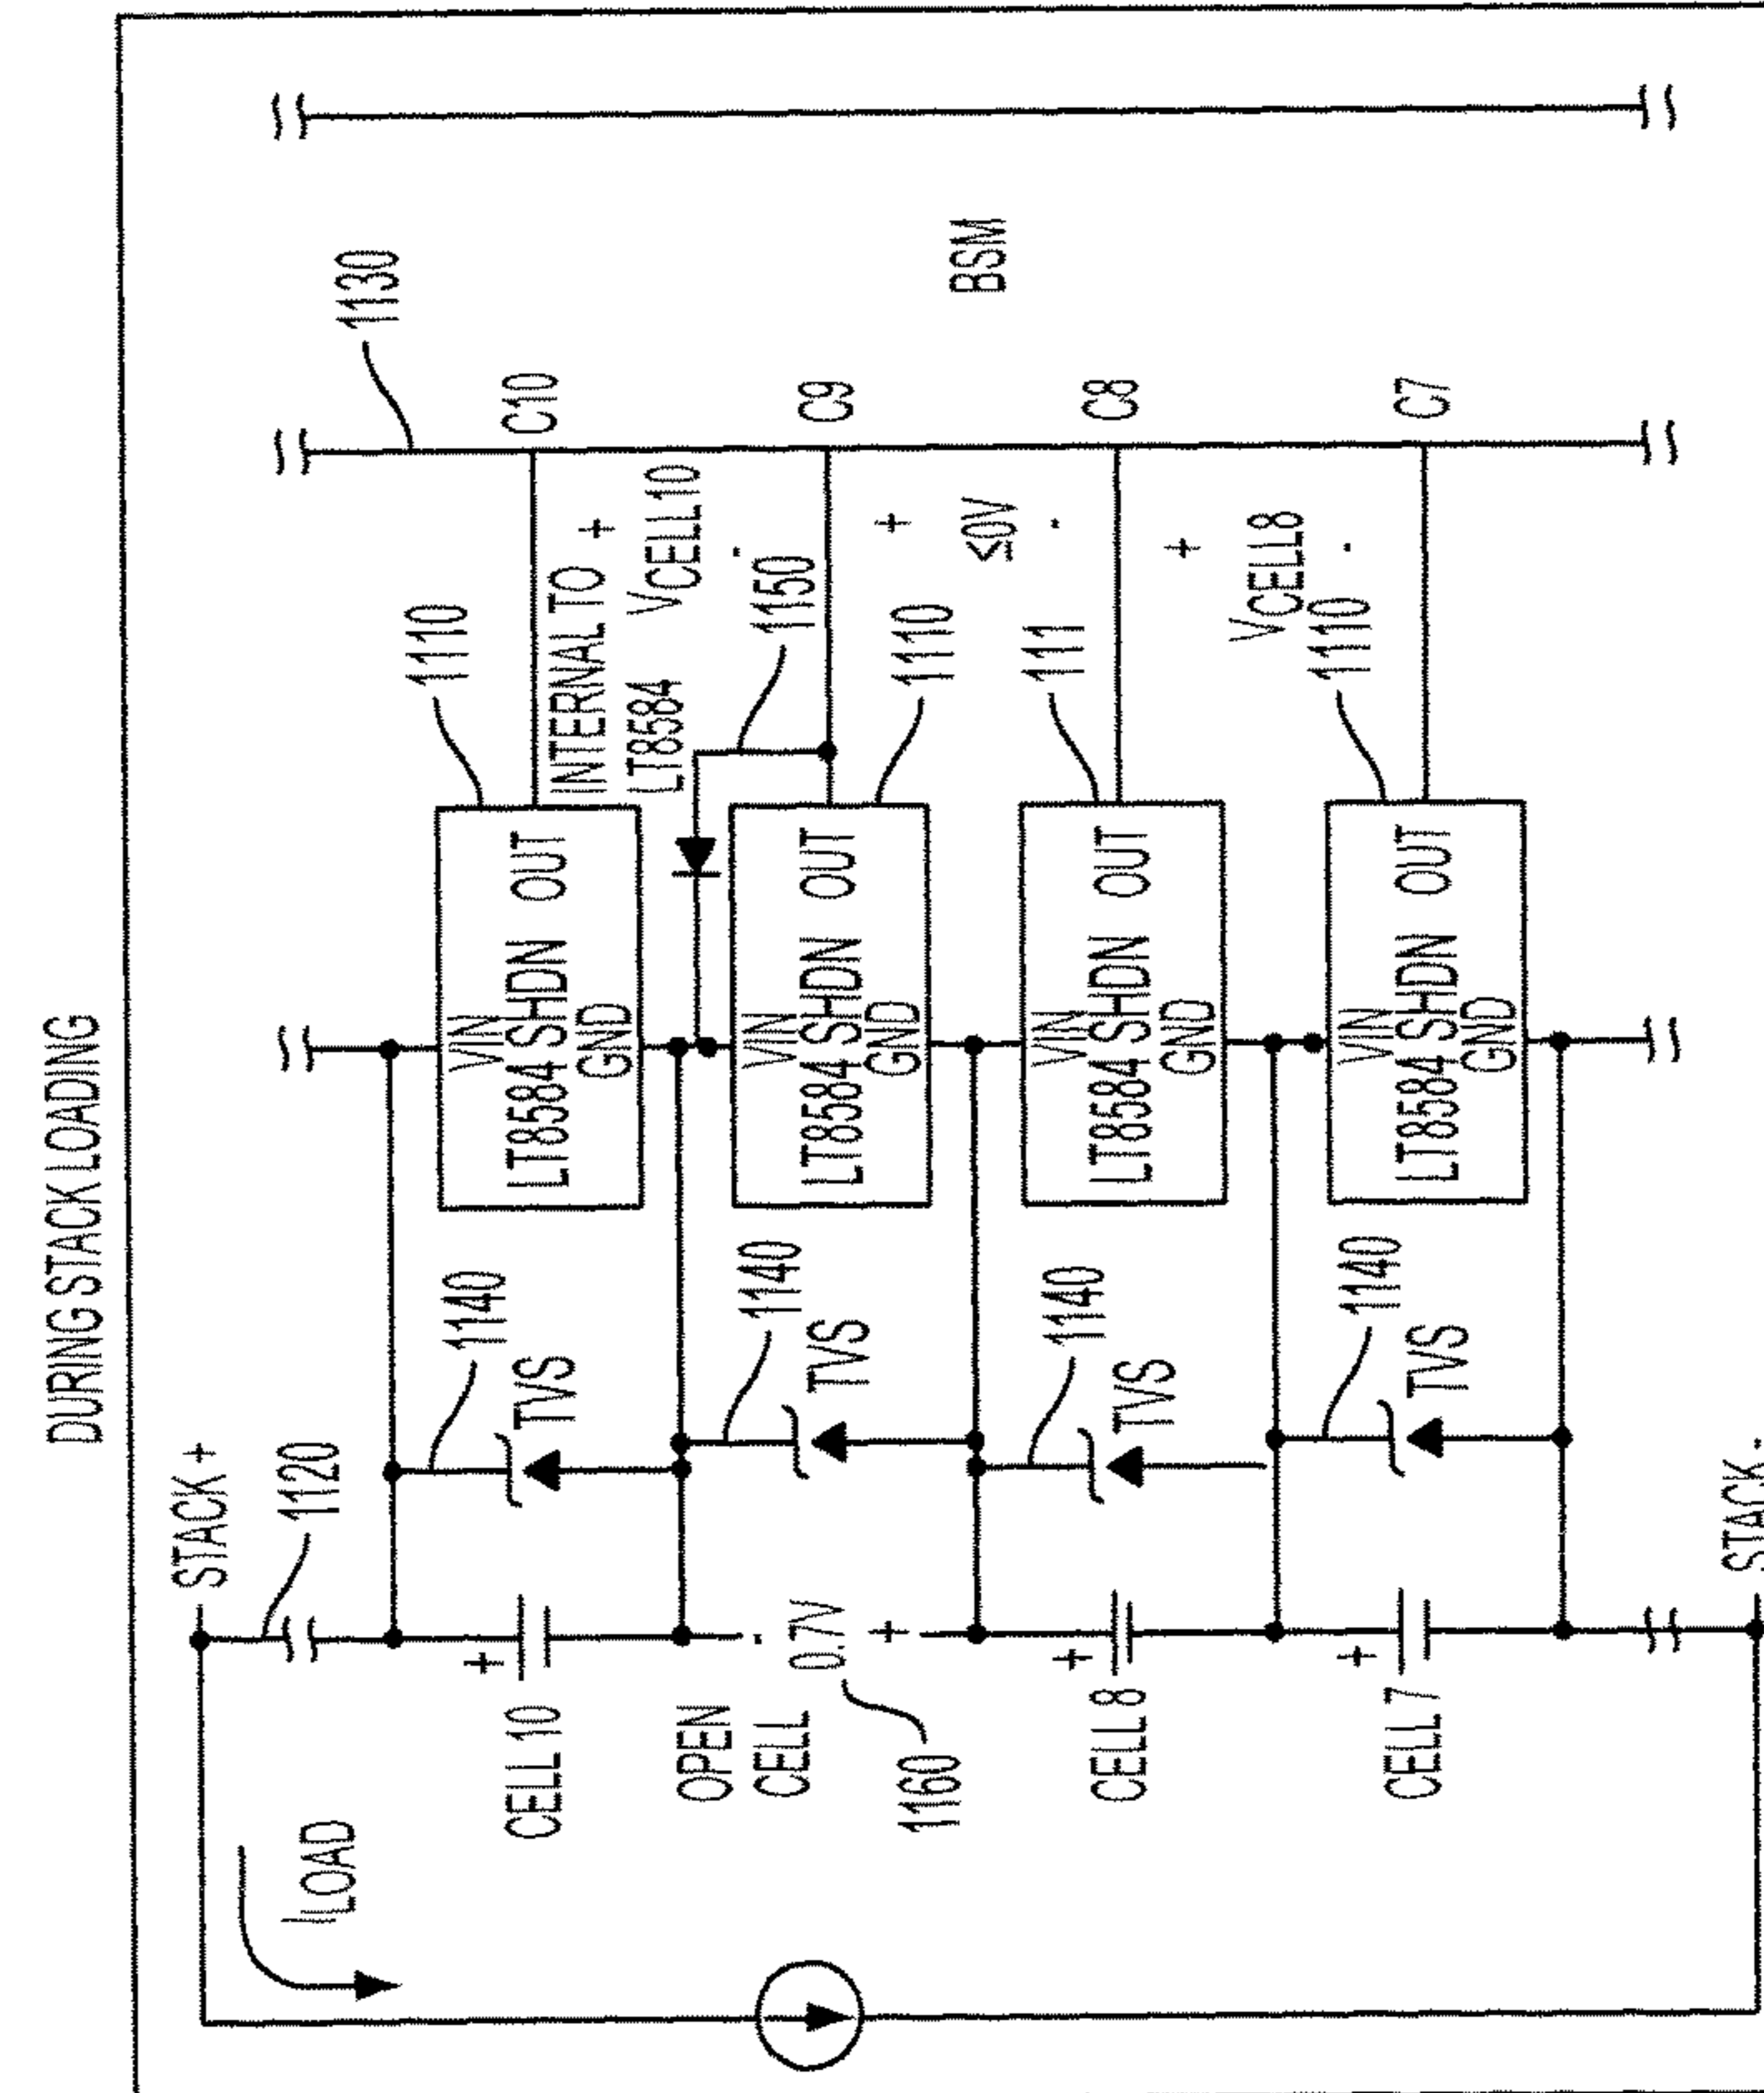 DURING STACK LOADING
STACK +
1120
1130
ILOAD
CELL 10
+
1140
TVS
VIN
LT8584 SHDN OUT
GND
1110
C10
INTERNAL TO
LT8584
+
VCELL10
-
1150
OPEN
CELL
-
0.7V
+
1160
1140
TVS
VIN
LT8584 SHDN OUT
GND
1110
C9
+
≤0V
-
BSM
CELL 8
+
1140
TVS
VIN
LT8584 SHDN OUT
GND
111
C8
+
VCELL8
-
CELL 7
+
1140
TVS
VIN
LT8584 SHDN OUT
GND
1110
C7
STACK -